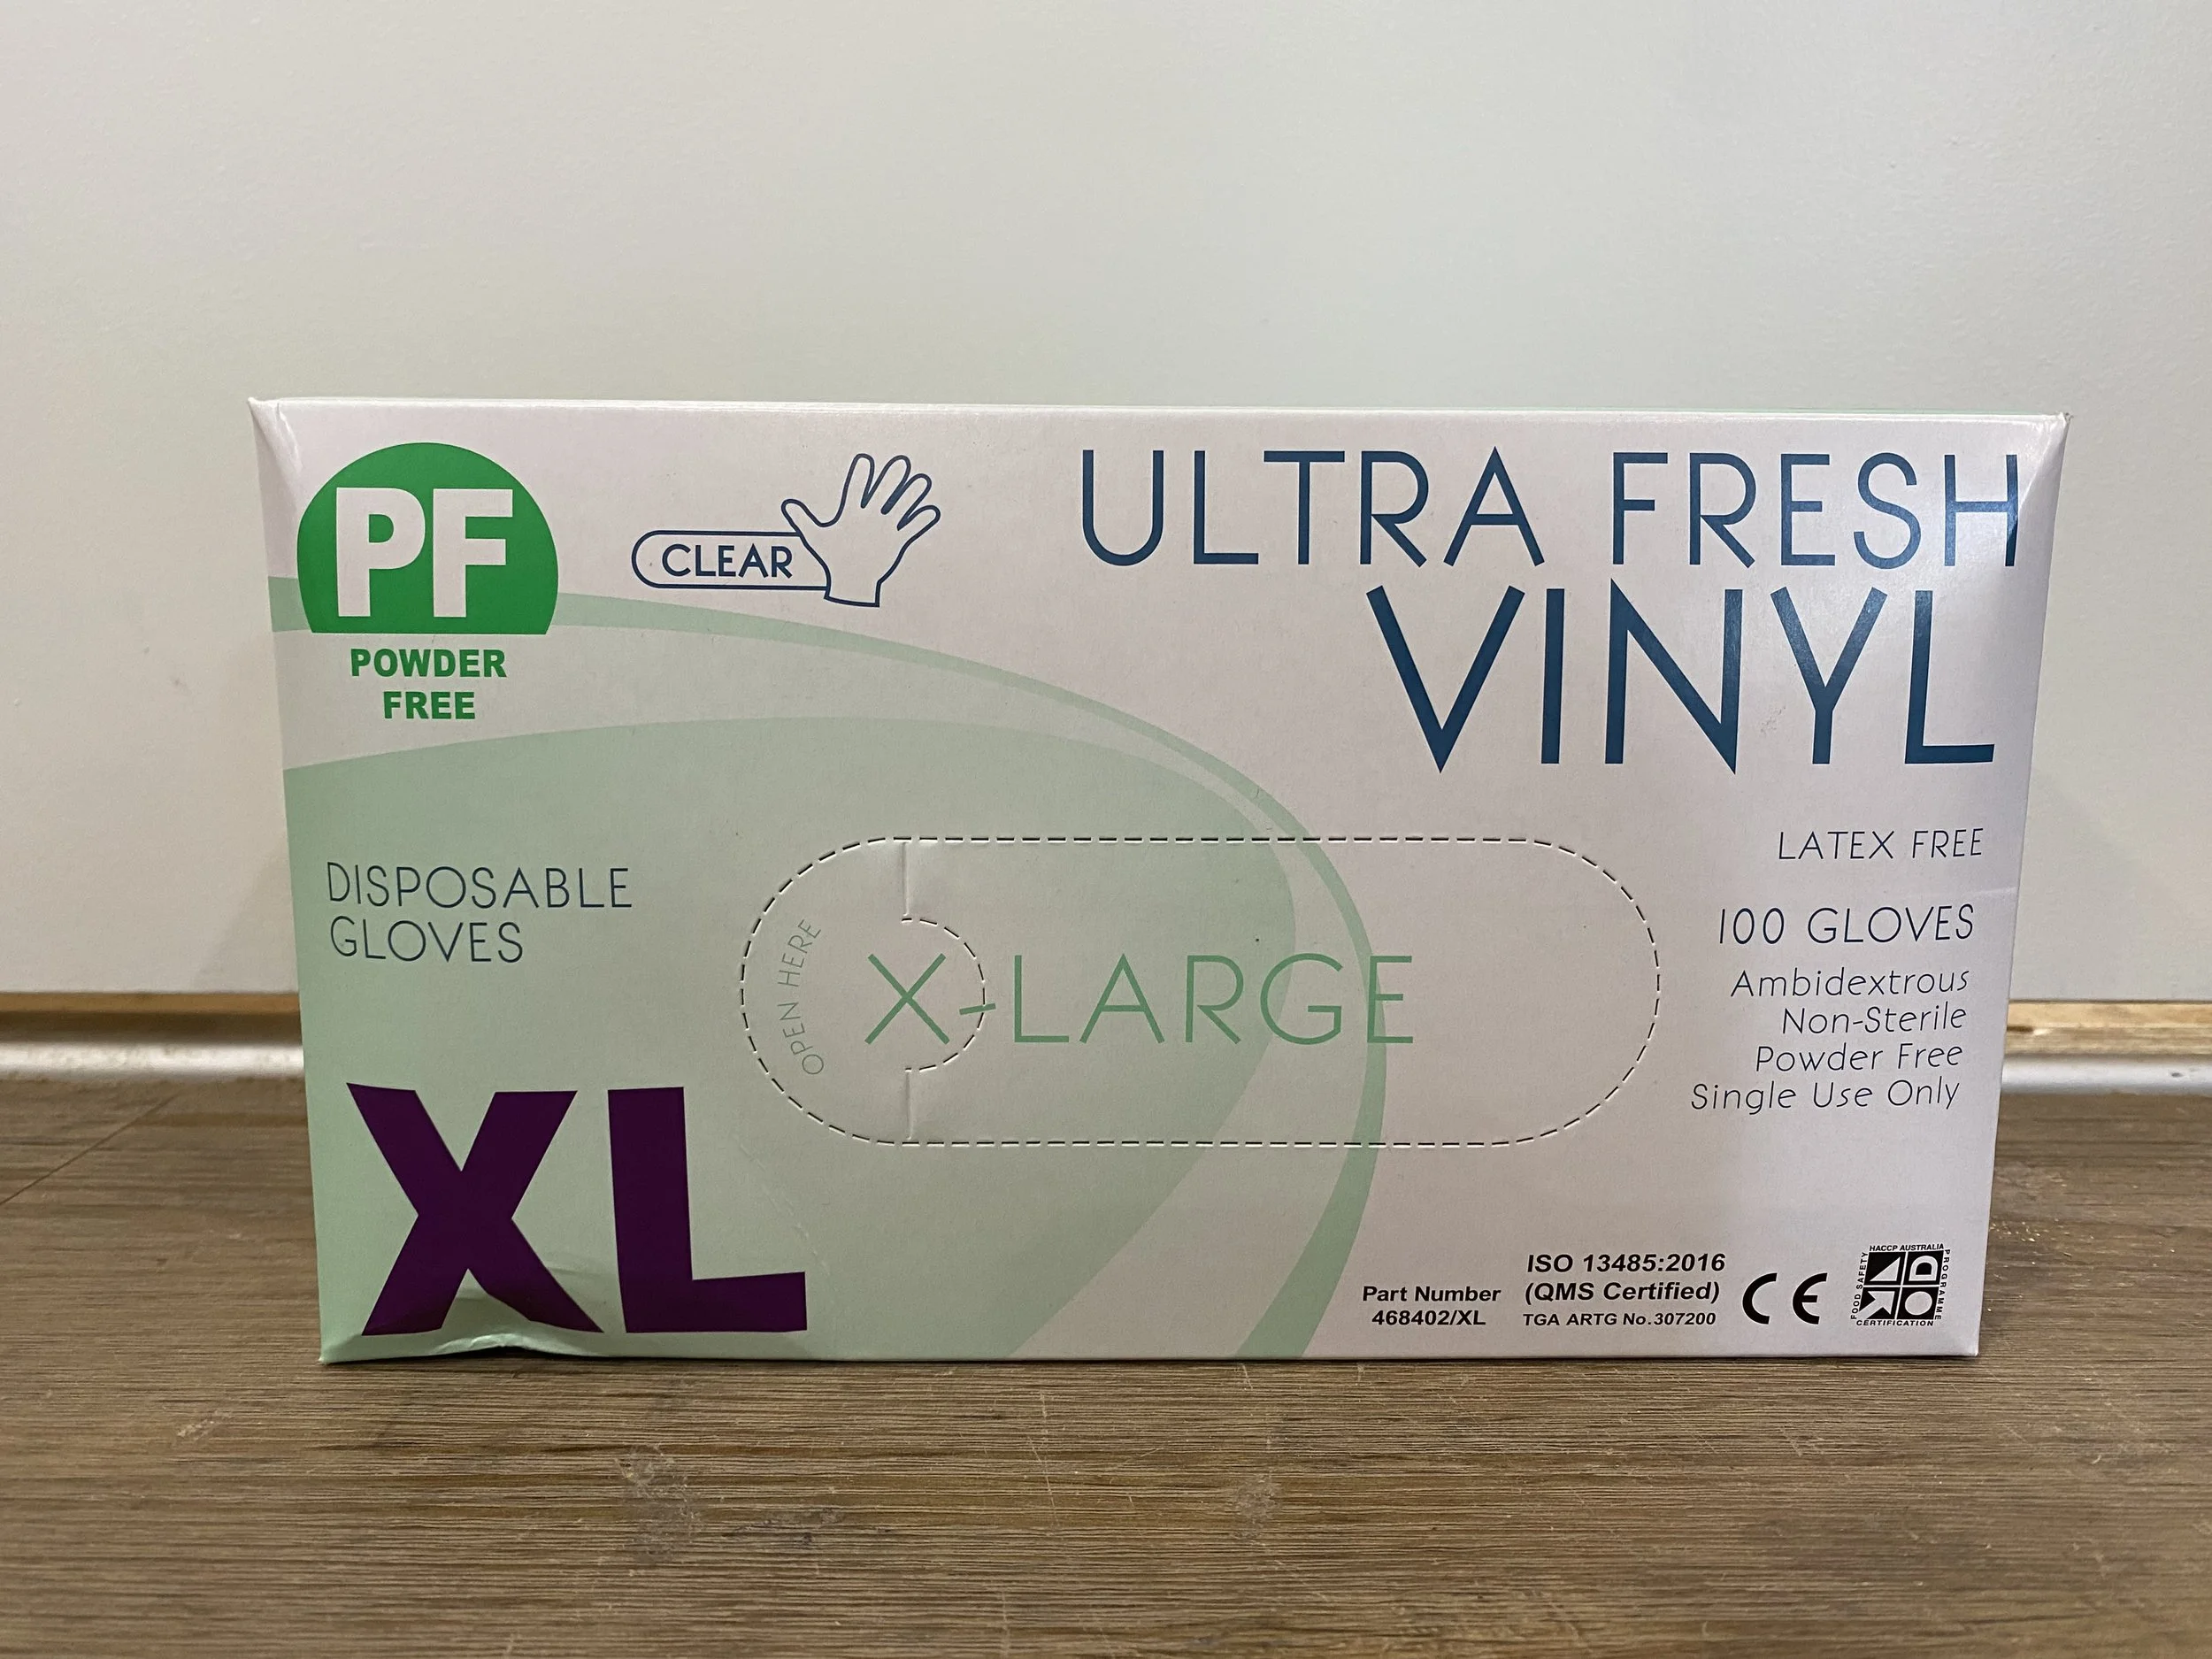 PF
POWDER
FREE
CLEAR
ULTRA FRESH
VINYL
DISPOSABLE
GLOVES
LATEX FREE
100 GLOVES
Ambidextrous
Non-Sterile
Powder Free
Single Use Only
OPEN HERE
X-LARGE
XL
Part Number
468402/XL
ISO 13485:2016
(QMS Certified)
TGA ARTG No.307200
CE
HACCP AUSTRALIA
FOOD SAFETY
PROGRAMME
CERTIFICATION